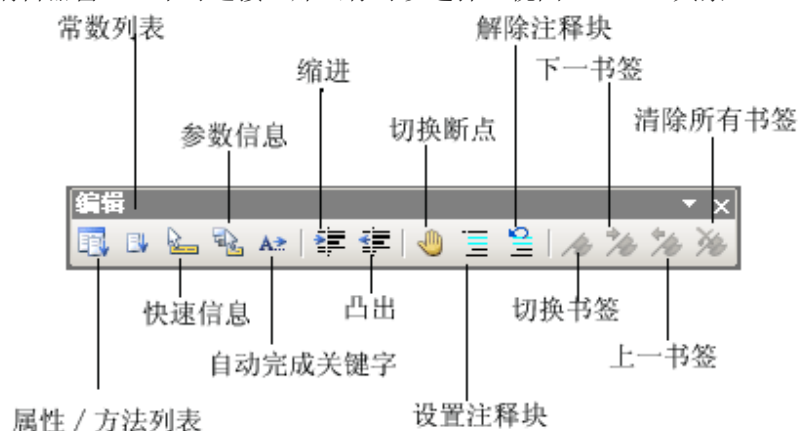 常数列表
解除注释块
缩进
下一书签
参数信息
切换断点
清除所有书签
编辑
快速信息
凸出
切换书签
自动完成关键字
上一书签
属性 / 方法列表
设置注释块